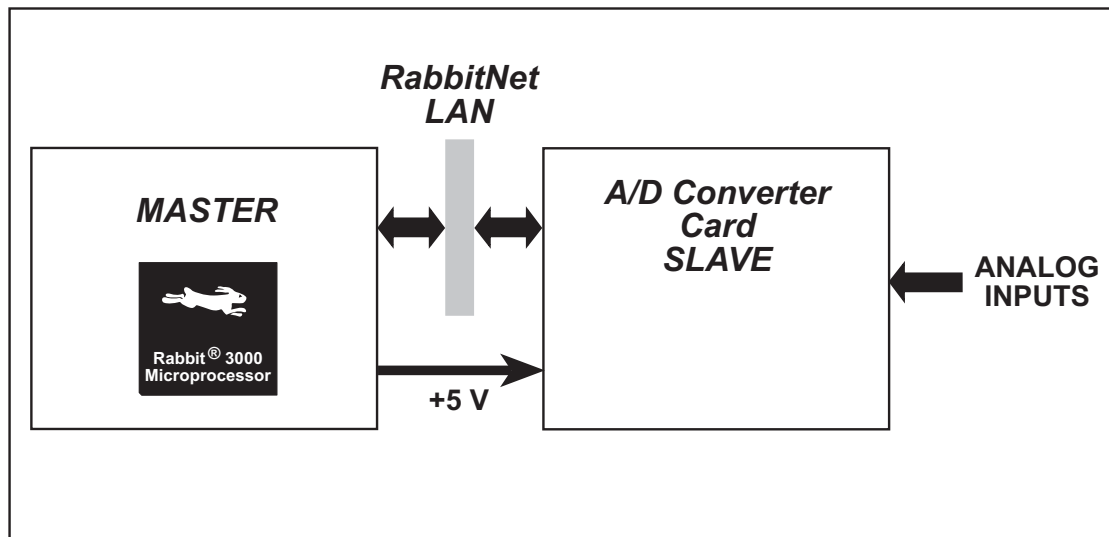 RabbitNet
LAN
MASTER
A/D Converter
Card
SLAVE
ANALOG
INPUTS
Rabbit® 3000
Microprocessor
+5 V